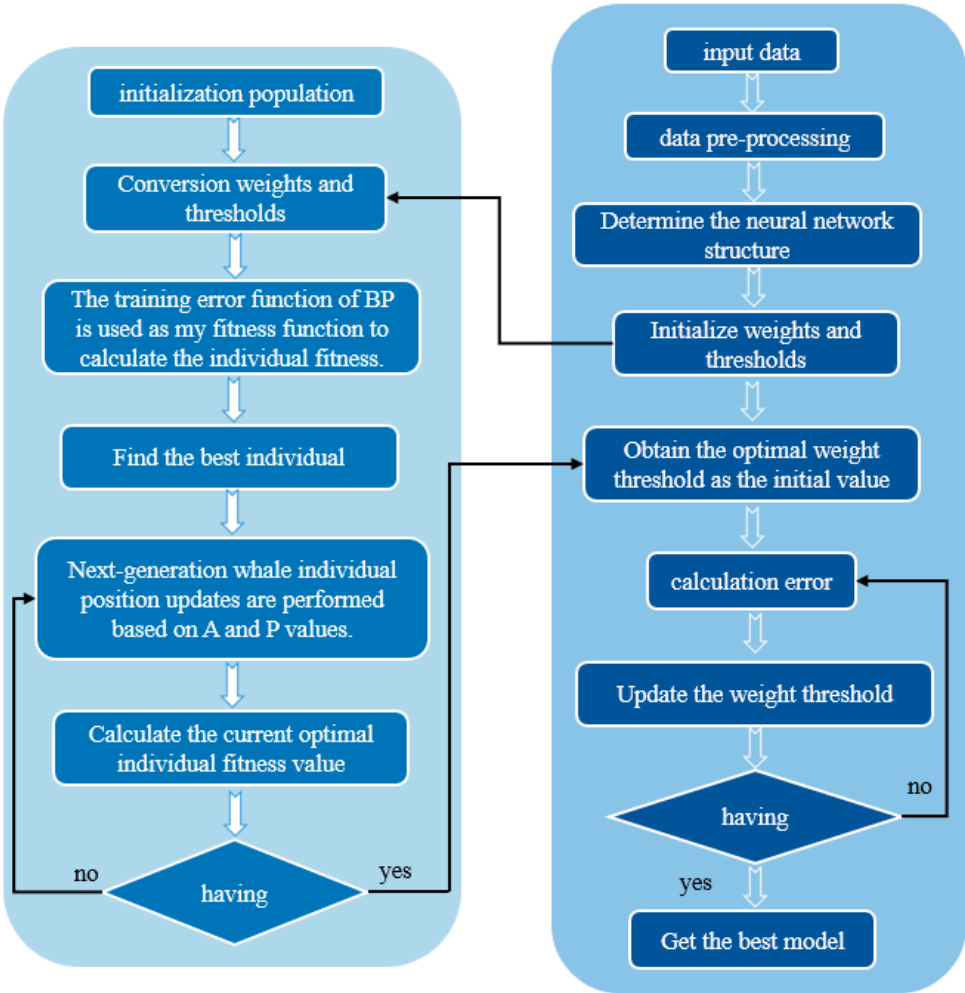 initialization population
Conversion weights and
thresholds
The training error function of BP
is used as my fitness function to
calculate the individual fitness.
Find the best individual
Next-generation whale individual
position updates are performed
based on A and P values.
Calculate the current optimal
individual fitness value
no
having
yes
input data
data pre-processing
Determine the neural network
structure
Initialize weights and
thresholds
Obtain the optimal weight
threshold as the initial value
calculation error
Update the weight threshold
having
no
yes
Get the best model